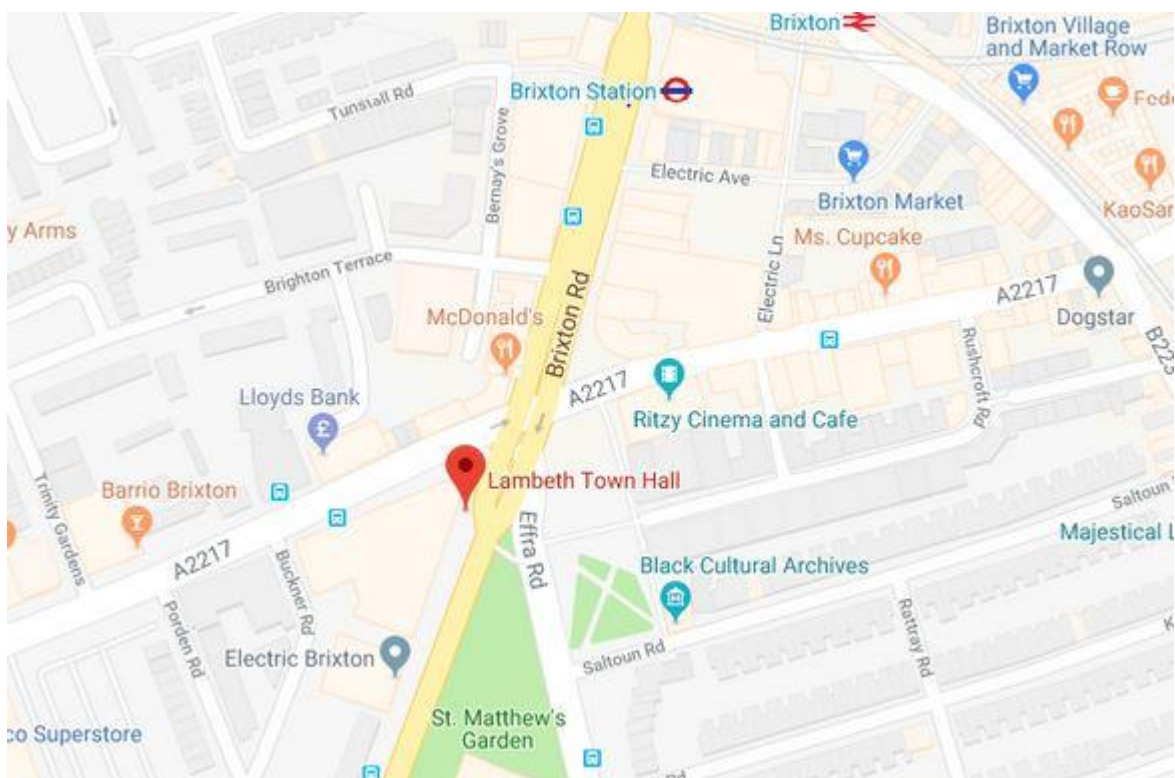 Brixton
Brixton Village
and Market Row
Brixton Station
Tunstall Rd
Bernay's Grove
Electric Ave
Brixton Market
y Arms
Ms. Cupcake
KaoSar
Brighton Terrace
Electric Ln
A2217
Dogstar
McDonald's
Brixton Rd
Rushcroft Rd
B223
Lloyds Bank
A2217
Ritzy Cinema and Cafe
Barrio Brixton
Lambeth Town Hall
Trinity Gardens
A2217
Effra Rd
Saltoun
Majestical L
Buckner Rd
Black Cultural Archives
Porden Rd
Rattray Rd
Electric Brixton
Saltoun Rd
St. Matthew's
Garden
co Superstore
Rd